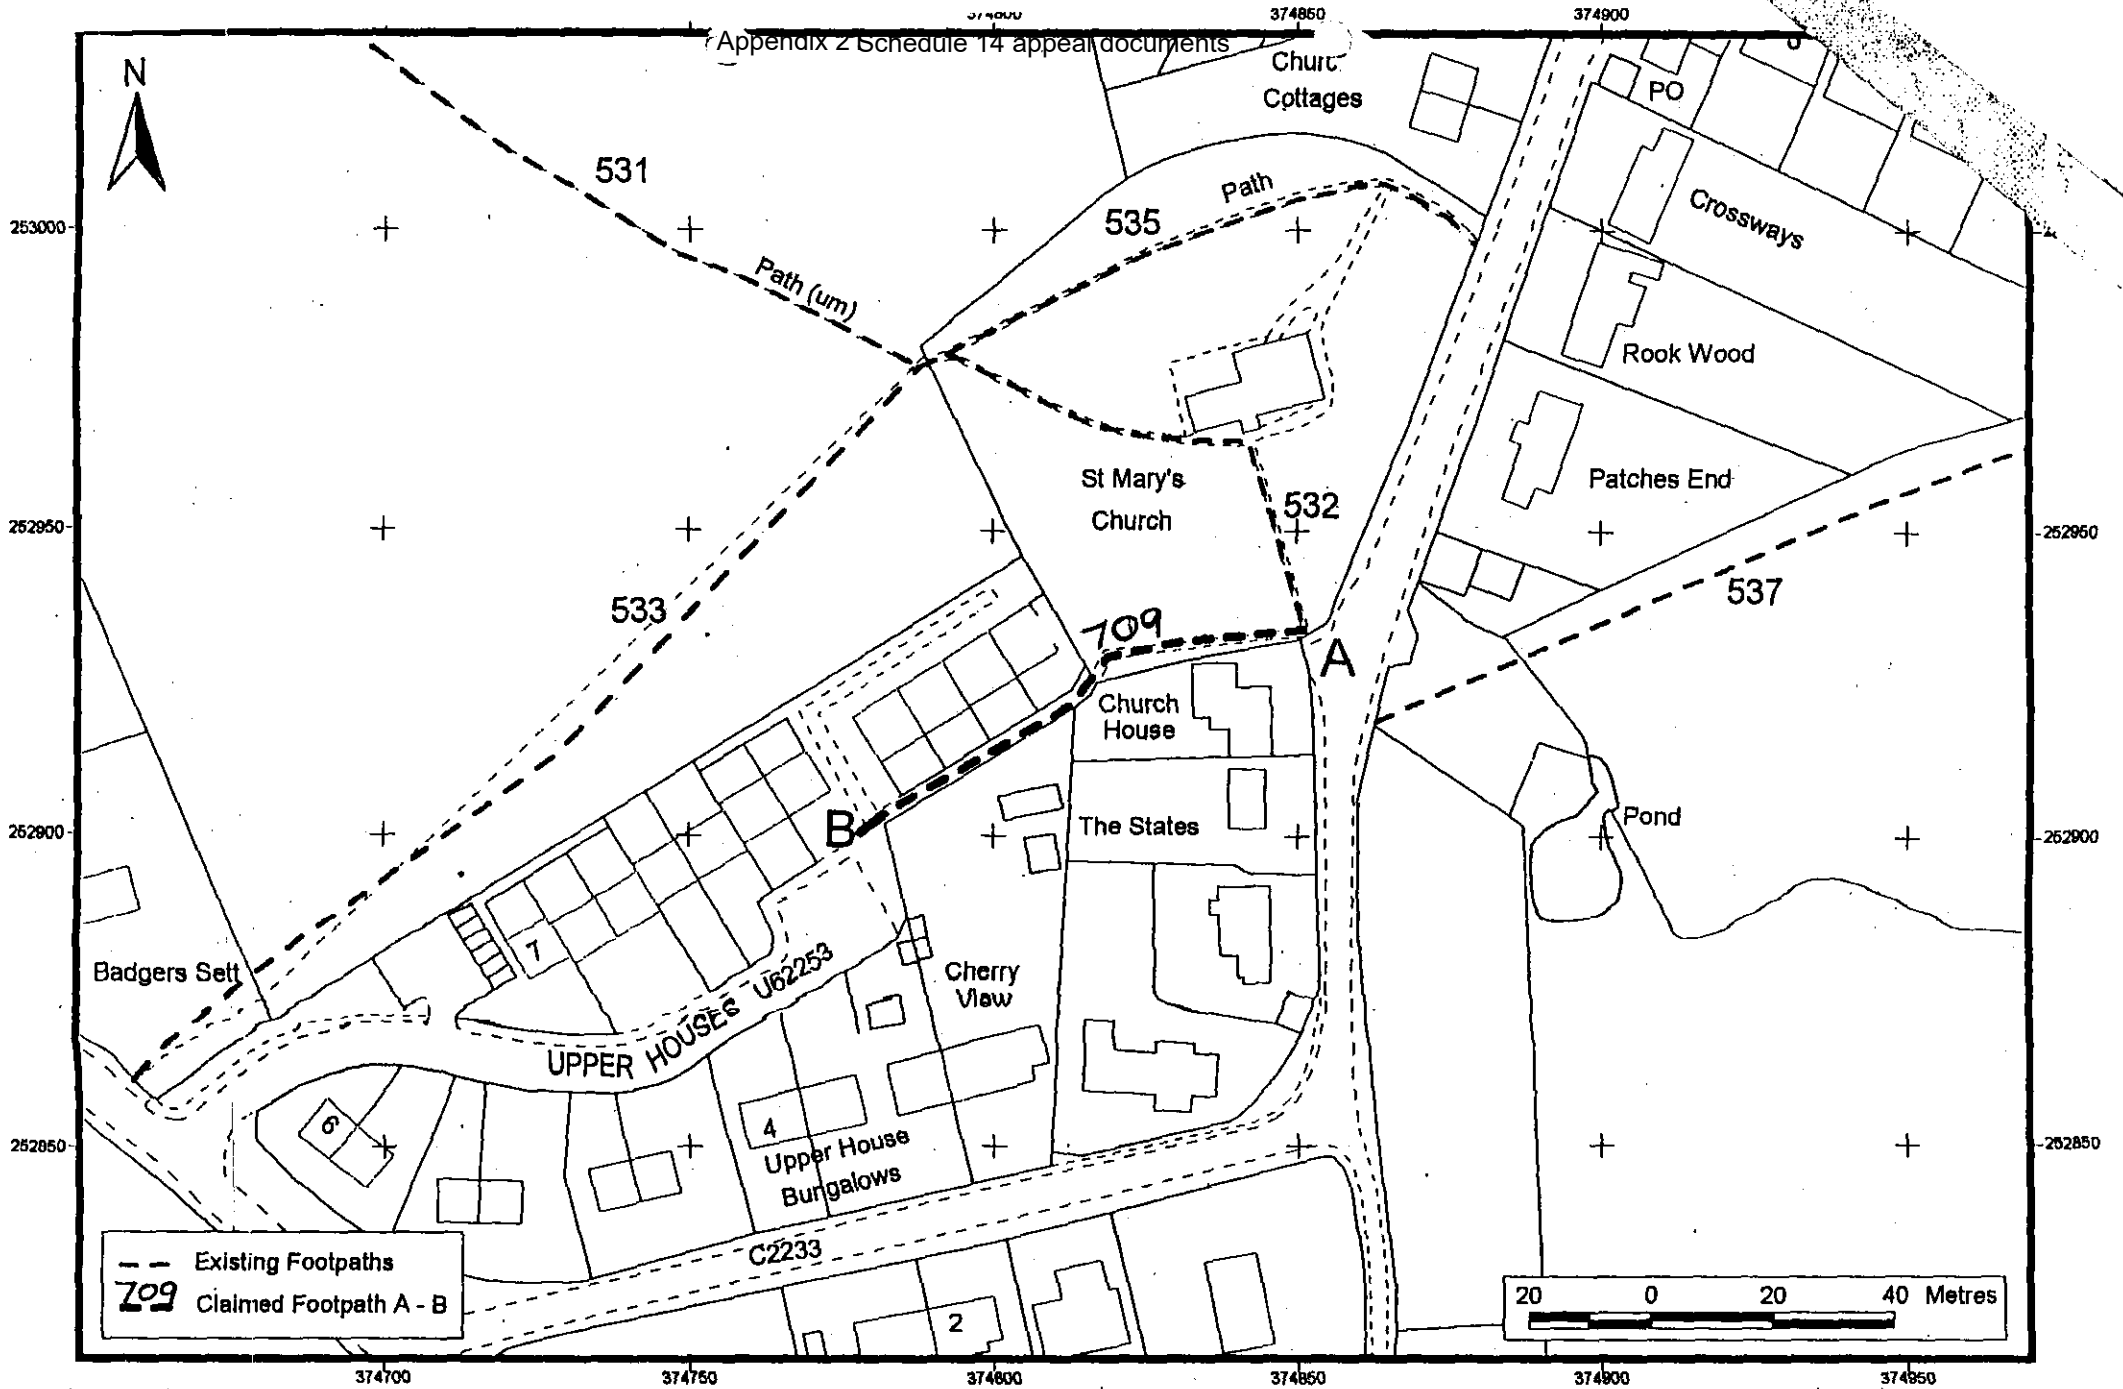 374800
374850
374900
Appendix 2 Schedule 14 appeal documents
N
Churc
Cottages
PO
531
Path
535
Crossways
253000
Path (um)
Rook Wood
St Mary's
Church
Patches End
532
252950
252950
533
537
709
A
Church
House
B
The States
Pond
252900
252900
7
Badgers Sett
Cherry
View
UPPER HOUSES U62253
6
4
Upper House
Bungalows
252850
252850
C2233
Existing Footpaths
709 Claimed Footpath A - B
2
20 0 20 40 Metres
374700
374750
374800
374850
374900
374950